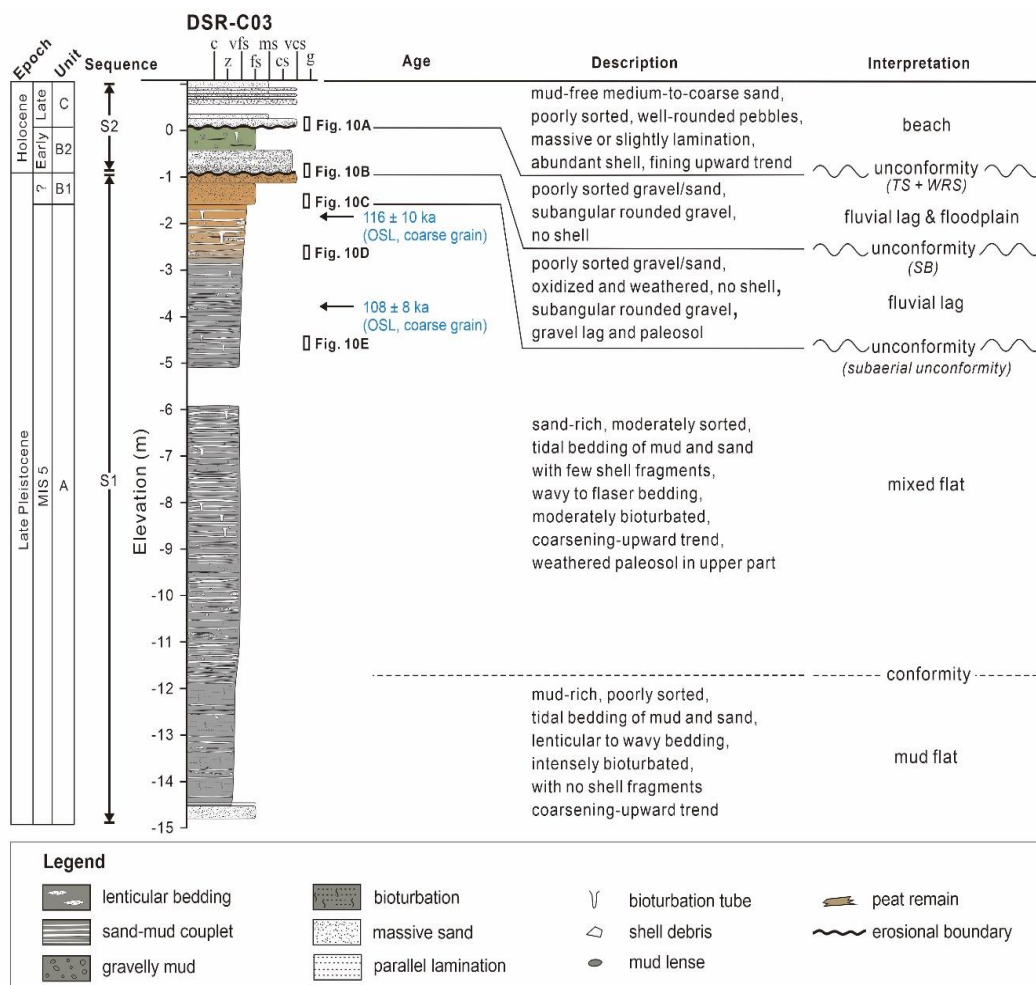 DSR-C03
Epoch
Unit
Sequence
c vfs ms vcs
z fs cs g
Age
Description
Interpretation
Holocene
Late
Early
C
B2
S2
Late Pleistocene
?
MIS 5
B1
A
S1
Elevation (m)
0
-1
-2
-3
-4
-5
-6
-7
-8
-9
-10
-11
-12
-13
-14
-15
Fig. 10A
Fig. 10B
Fig. 10C
Fig. 10D
Fig. 10E
116 ± 10 ka
(OSL, coarse grain)
108 ± 8 ka
(OSL, coarse grain)
mud-free medium-to-coarse sand,
poorly sorted, well-rounded pebbles,
massive or slightly lamination,
abundant shell, fining upward trend
beach
unconformity
(TS + WRS)
poorly sorted gravel/sand,
subangular rounded gravel,
no shell
fluvial lag & floodplain
unconformity
(SB)
poorly sorted gravel/sand,
oxidized and weathered, no shell,
subangular rounded gravel,
gravel lag and paleosol
fluvial lag
unconformity
(subaerial unconformity)
sand-rich, moderately sorted,
tidal bedding of mud and sand
with few shell fragments,
wavy to flaser bedding,
moderately bioturbated,
coarsening-upward trend,
weathered paleosol in upper part
mixed flat
conformity
mud-rich, poorly sorted,
tidal bedding of mud and sand,
lenticular to wavy bedding,
intensely bioturbated,
with no shell fragments
coarsening-upward trend
mud flat
Legend
lenticular bedding
sand-mud couplet
gravelly mud
bioturbation
massive sand
parallel lamination
bioturbation tube
shell debris
mud lense
peat remain
erosional boundary